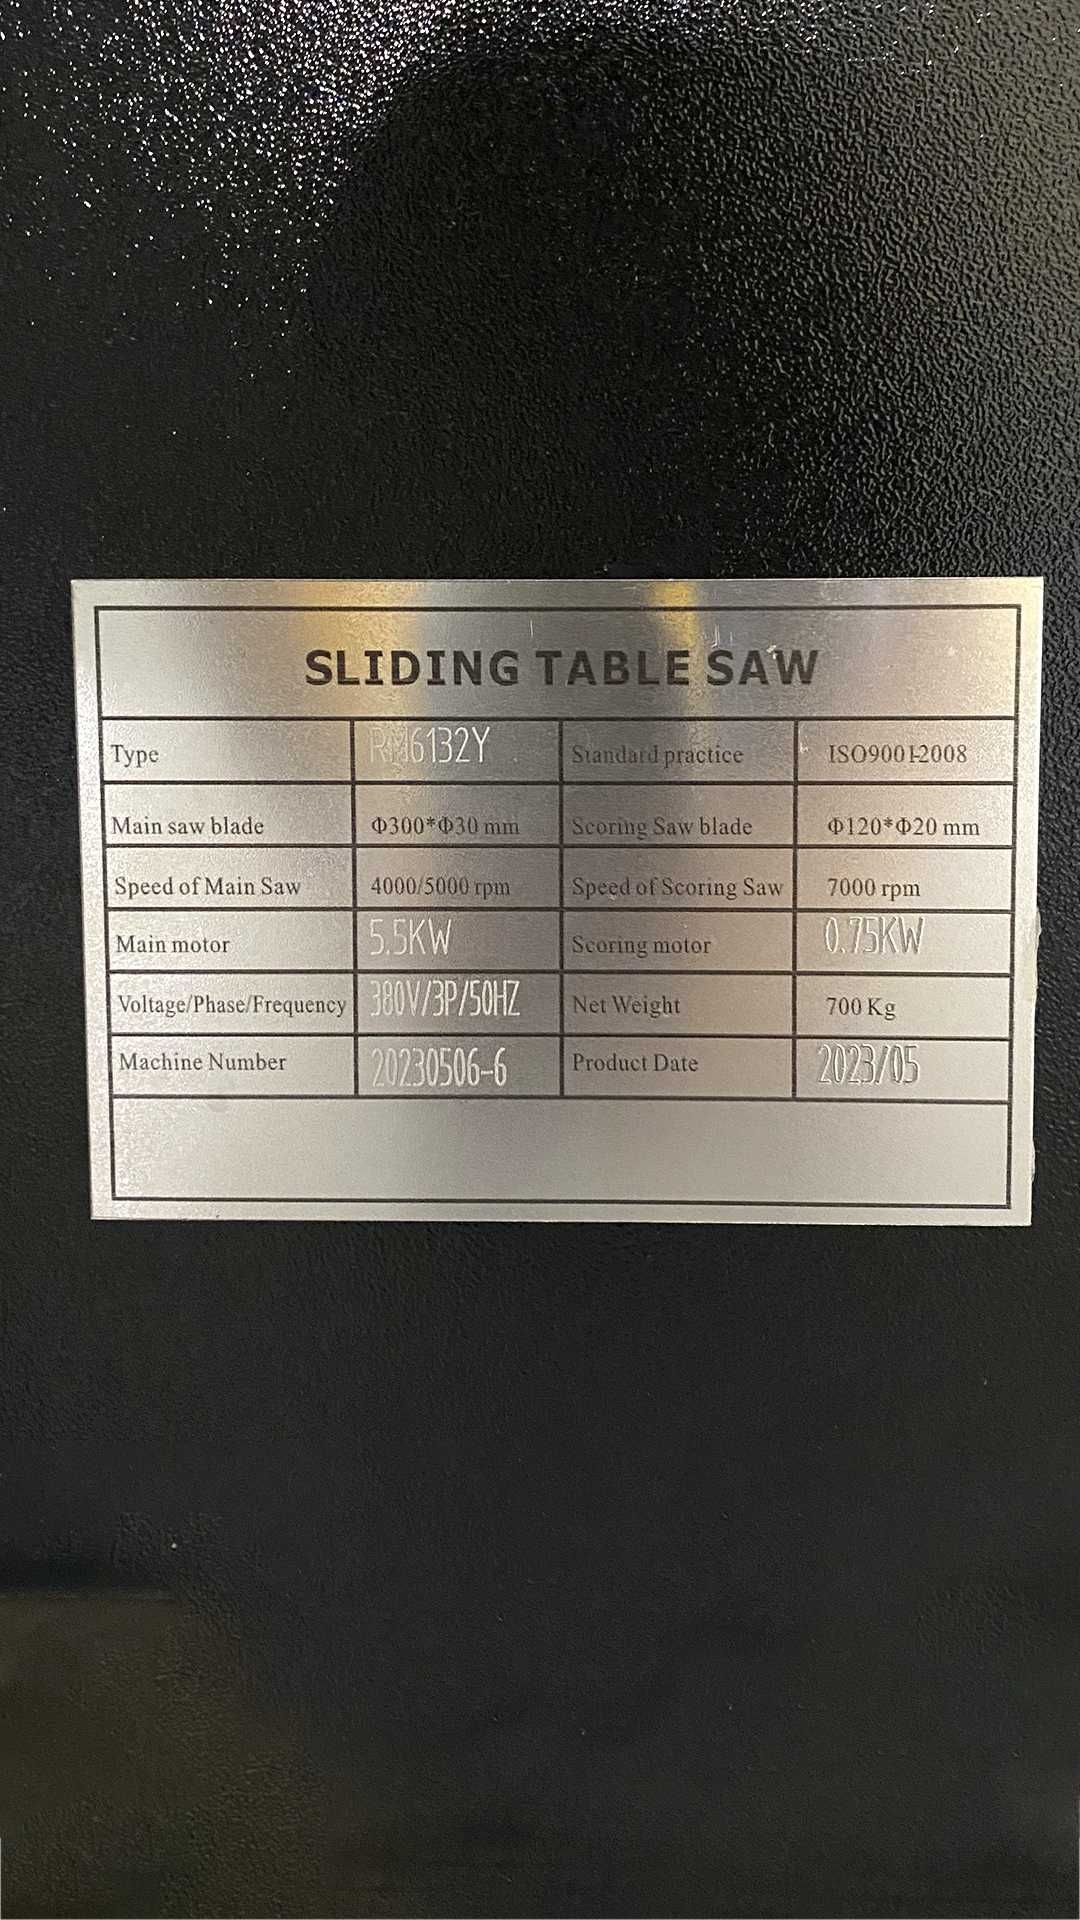 SLIDING TABLE SAW
Type RM6132Y Standard practice ISO9001-2008
Main saw blade Φ300*Φ30 mm Scoring Saw blade Φ120*Φ20 mm
Speed of Main Saw 4000/5000 rpm Speed of Scoring Saw 7000 rpm
Main motor 5.5KW Scoring motor 0.75KW
Voltage/Phase/Frequency 380V/3P/50HZ Net Weight 700 Kg
Machine Number 20230506-6 Product Date 2023/05